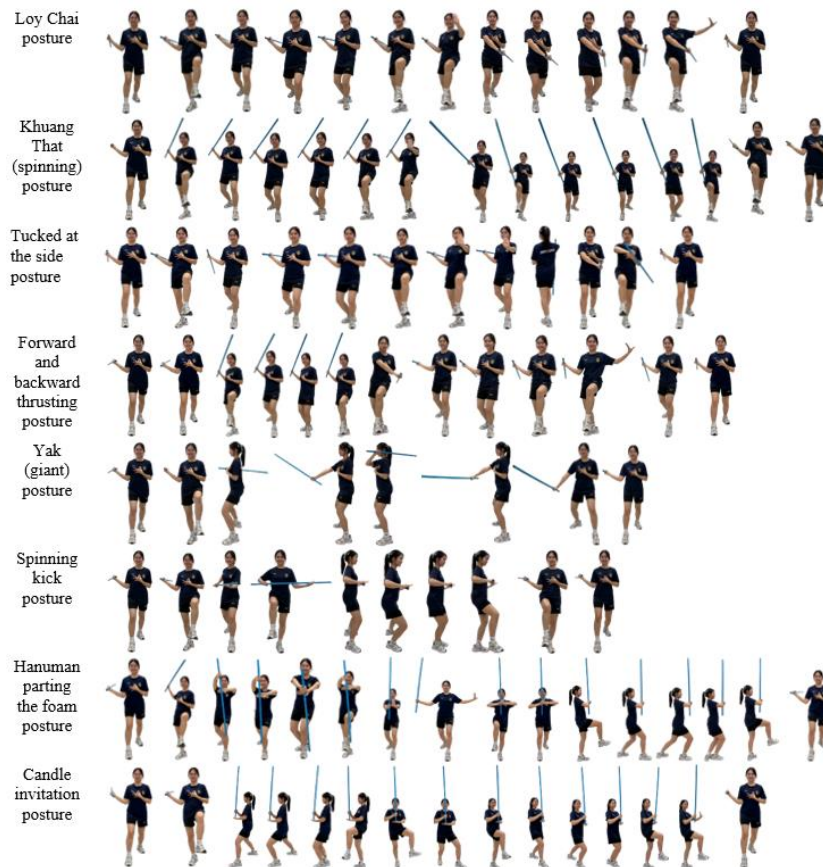 Loy Chai
posture
Khuang
That
(spinning)
posture
Tucked at
the side
posture
Forward
and
backward
thrusting
posture
Yak
(giant)
posture
Spinning
kick
posture
Hanuman
parting
the foam
posture
Candle
invitation
posture